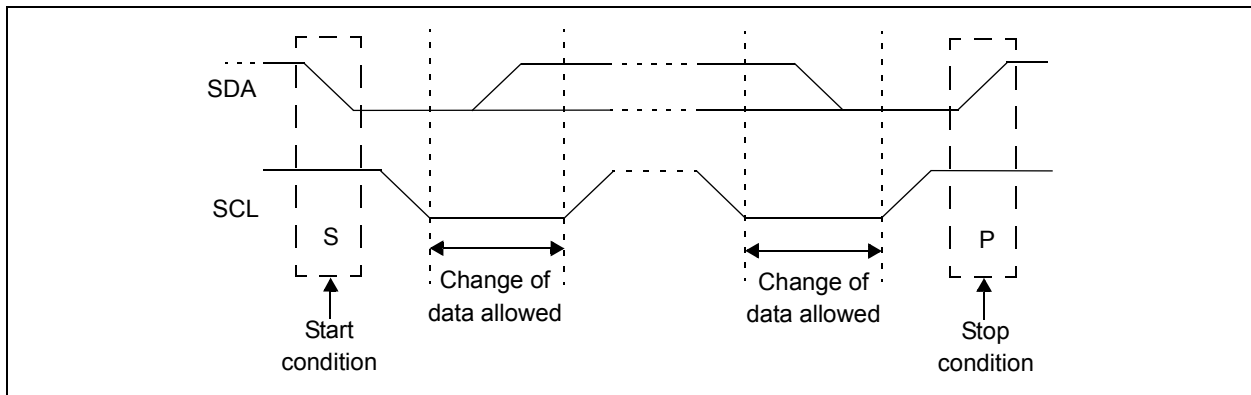 SDA
SCL
S
P
Change of
data allowed
Change of
data allowed
Start
condition
Stop
condition